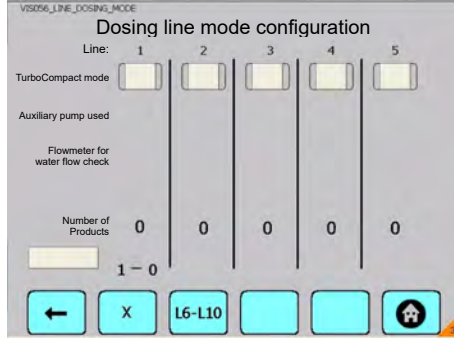 VIS056_LINE_DOSING_MODE
Dosing line mode configuration
Line: 1 2 3 4 5
TurboCompact mode
Auxiliary pump used
Flowmeter for
water flow check
Number of
Products 0 0 0 0 0
1 - 0
X L6-L10